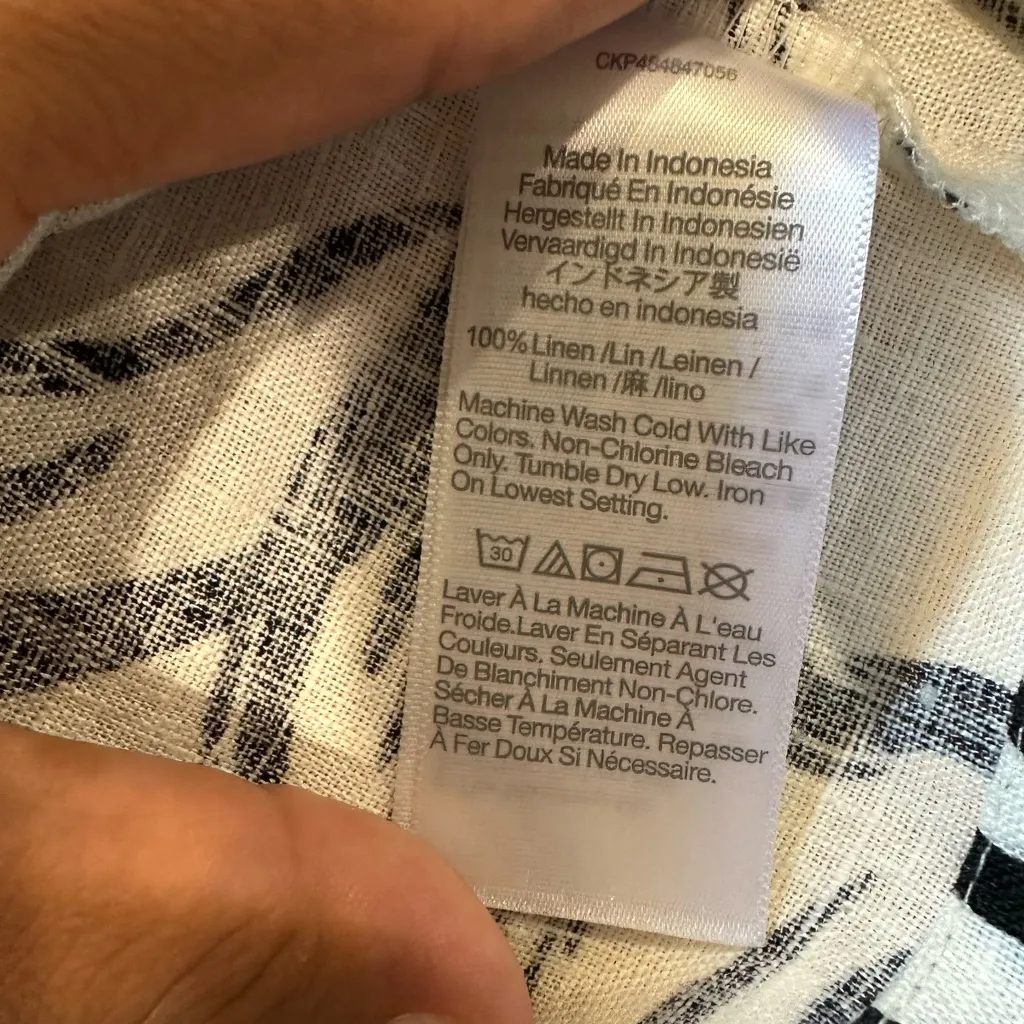 CKP454847056
Made In Indonesia
Fabriqué En Indonésie
Hergestellt In Indonesien
Vervaardigd In Indonesië
インドネシア製
hecho en indonesia
100% Linen /Lin /Leinen /
Linnen /麻 /lino
Machine Wash Cold With Like
Colors. Non-Chlorine Bleach
Only. Tumble Dry Low. Iron
On Lowest Setting.
30
Laver À La Machine À L'eau
Froide.Laver En Séparant Les
Couleurs. Seulement Agent
De Blanchiment Non-Chlore.
Sécher À La Machine À
Basse Température. Repasser
À Fer Doux Si Nécessaire.